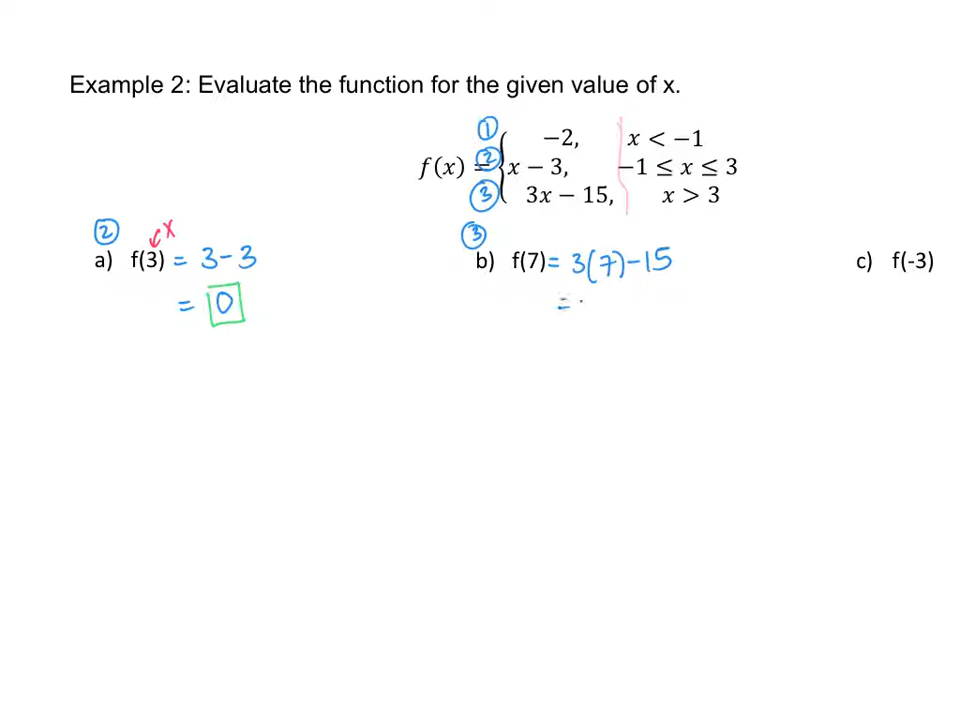 Example 2: Evaluate the function for the given value of x.
① −2, x < −1
f(x) = ② x − 3, −1 ≤ x ≤ 3
③ 3x − 15, x > 3
② x ③
a) f(3) = 3 - 3 b) f(7) = 3(7) - 15 c) f(-3)
= 0 =